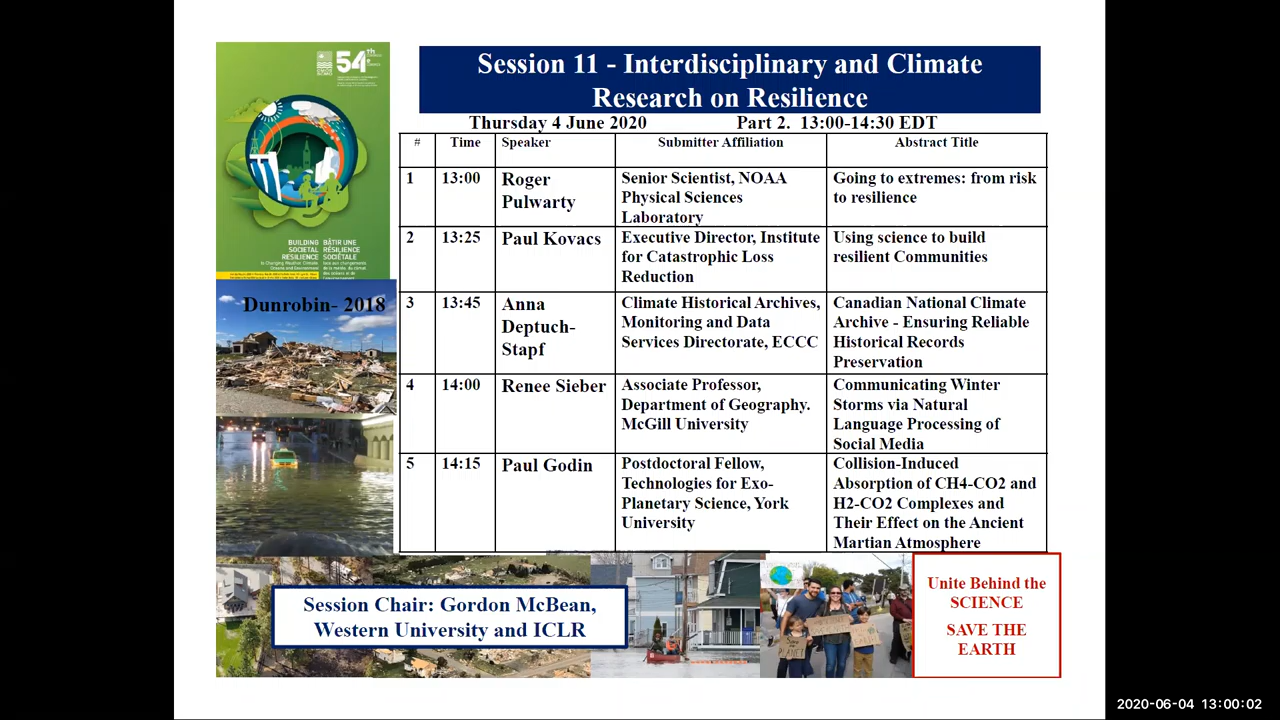 54th
Session 11 - Interdisciplinary and Climate
Research on Resilience
Thursday 4 June 2020 Part 2. 13:00-14:30 EDT
# Time Speaker Submitter Affiliation Abstract Title
1 13:00 Roger Pulwarty Senior Scientist, NOAA Physical Sciences Laboratory Going to extremes: from risk to resilience
2 13:25 Paul Kovacs Executive Director, Institute for Catastrophic Loss Reduction Using science to build resilient Communities
3 13:45 Anna Deptuch-Stapf Climate Historical Archives, Monitoring and Data Services Directorate, ECCC Canadian National Climate Archive - Ensuring Reliable Historical Records Preservation
4 14:00 Renee Sieber Associate Professor, Department of Geography. McGill University Communicating Winter Storms via Natural Language Processing of Social Media
5 14:15 Paul Godin Postdoctoral Fellow, Technologies for Exo-Planetary Science, York University Collision-Induced Absorption of CH4-CO2 and H2-CO2 Complexes and Their Effect on the Ancient Martian Atmosphere
BUILDING BÂTIR UNE
SOCIETAL RÉSILIENCE
RESILIENCE SOCIÉTALE
Dunrobin- 2018
Session Chair: Gordon McBean,
Western University and ICLR
Unite Behind the
SCIENCE
SAVE THE
EARTH
2020-06-04 13:00:02